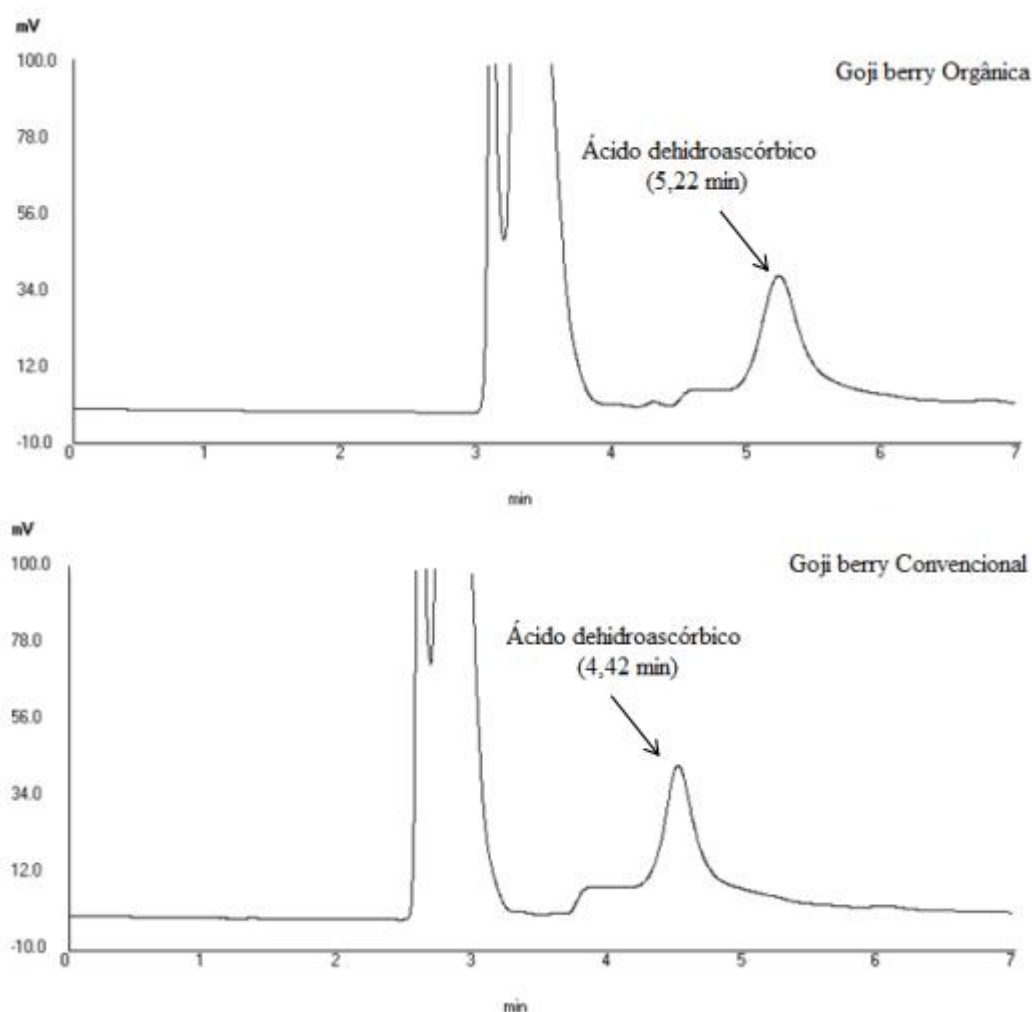 mV
100.0
Goji berry Orgânica
78.0
Ácido dehidroascórbico
(5,22 min)
56.0
34.0
12.0
-10.0
0 1 2 3 4 5 6 7
min
mV
100.0
Goji berry Convencional
78.0
Ácido dehidroascórbico
(4,42 min)
56.0
34.0
12.0
-10.0
0 1 2 3 4 5 6 7
min